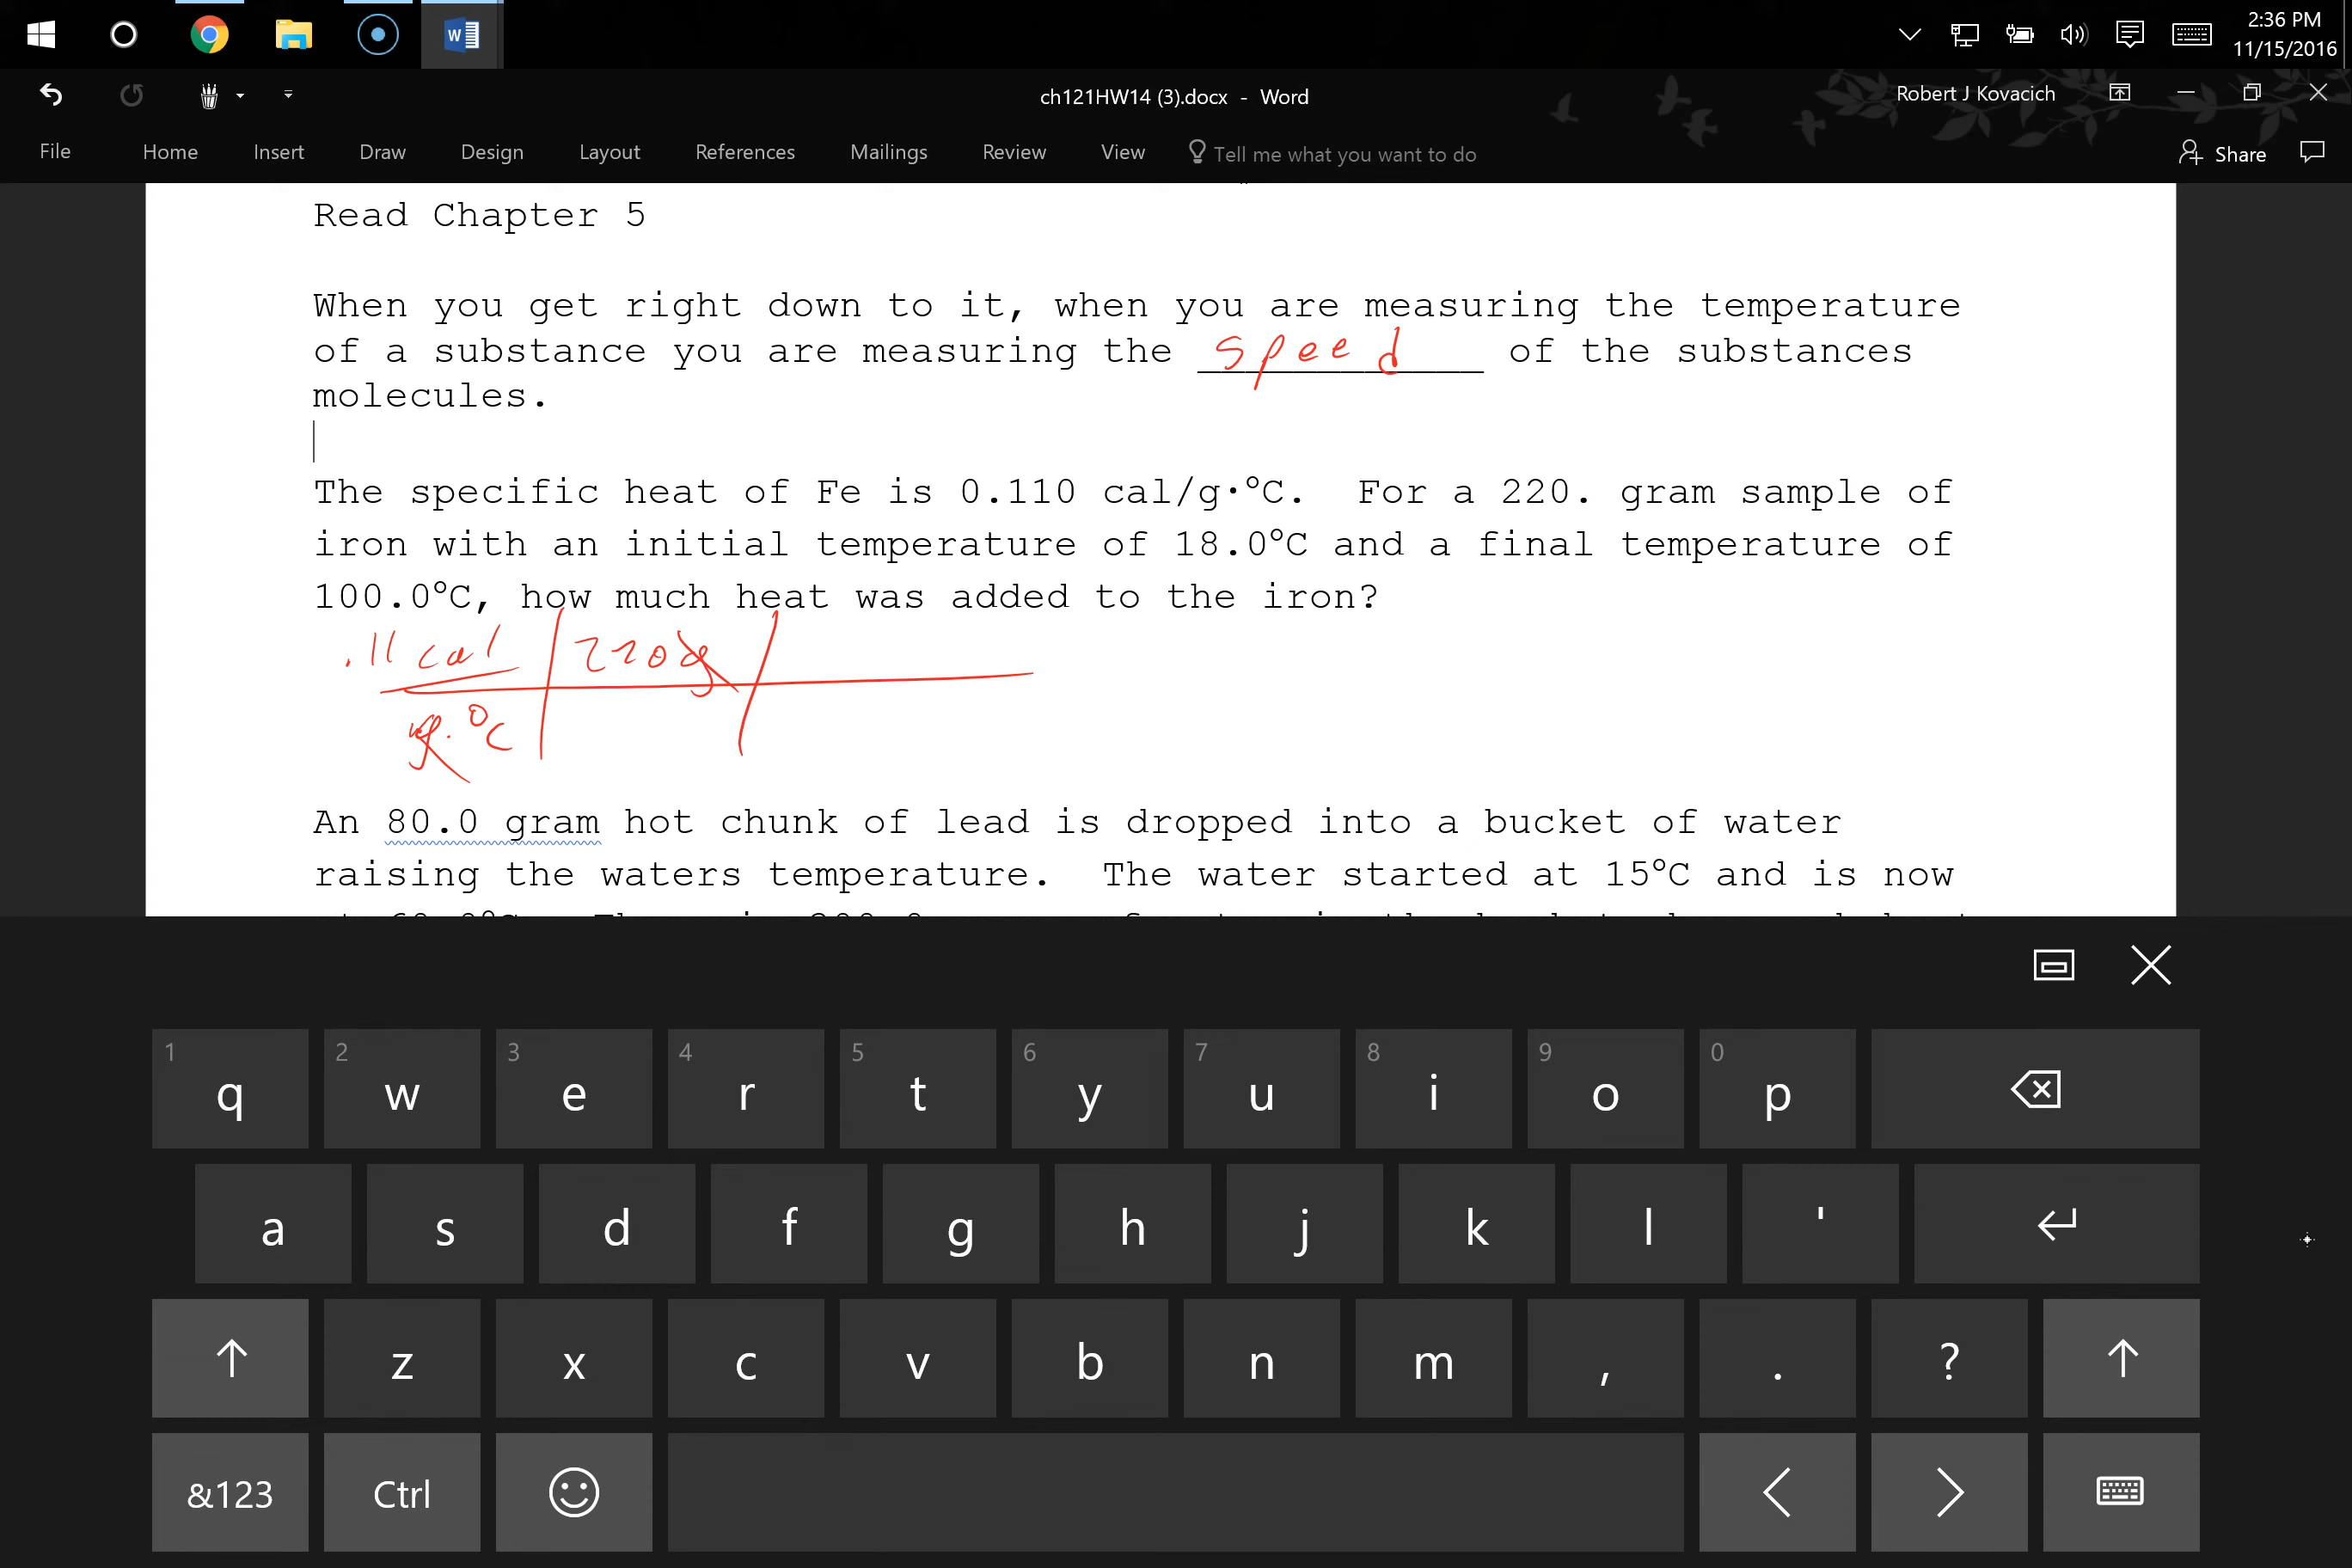 2:36 PM
11/15/2016
ch121HW14 (3).docx - Word
Robert J Kovacich
File Home Insert Draw Design Layout References Mailings Review View Tell me what you want to do Share
Read Chapter 5
When you get right down to it, when you are measuring the temperature
of a substance you are measuring the speed of the substances
molecules.
The specific heat of Fe is 0.110 cal/g·°C. For a 220. gram sample of
iron with an initial temperature of 18.0°C and a final temperature of
100.0°C, how much heat was added to the iron?
.11 cal 220 g
g·°C
An 80.0 gram hot chunk of lead is dropped into a bucket of water
raising the waters temperature. The water started at 15°C and is now
1 2 3 4 5 6 7 8 9 0
q w e r t y u i o p
a s d f g h j k l '
z x c v b n m , . ?
&123 Ctrl